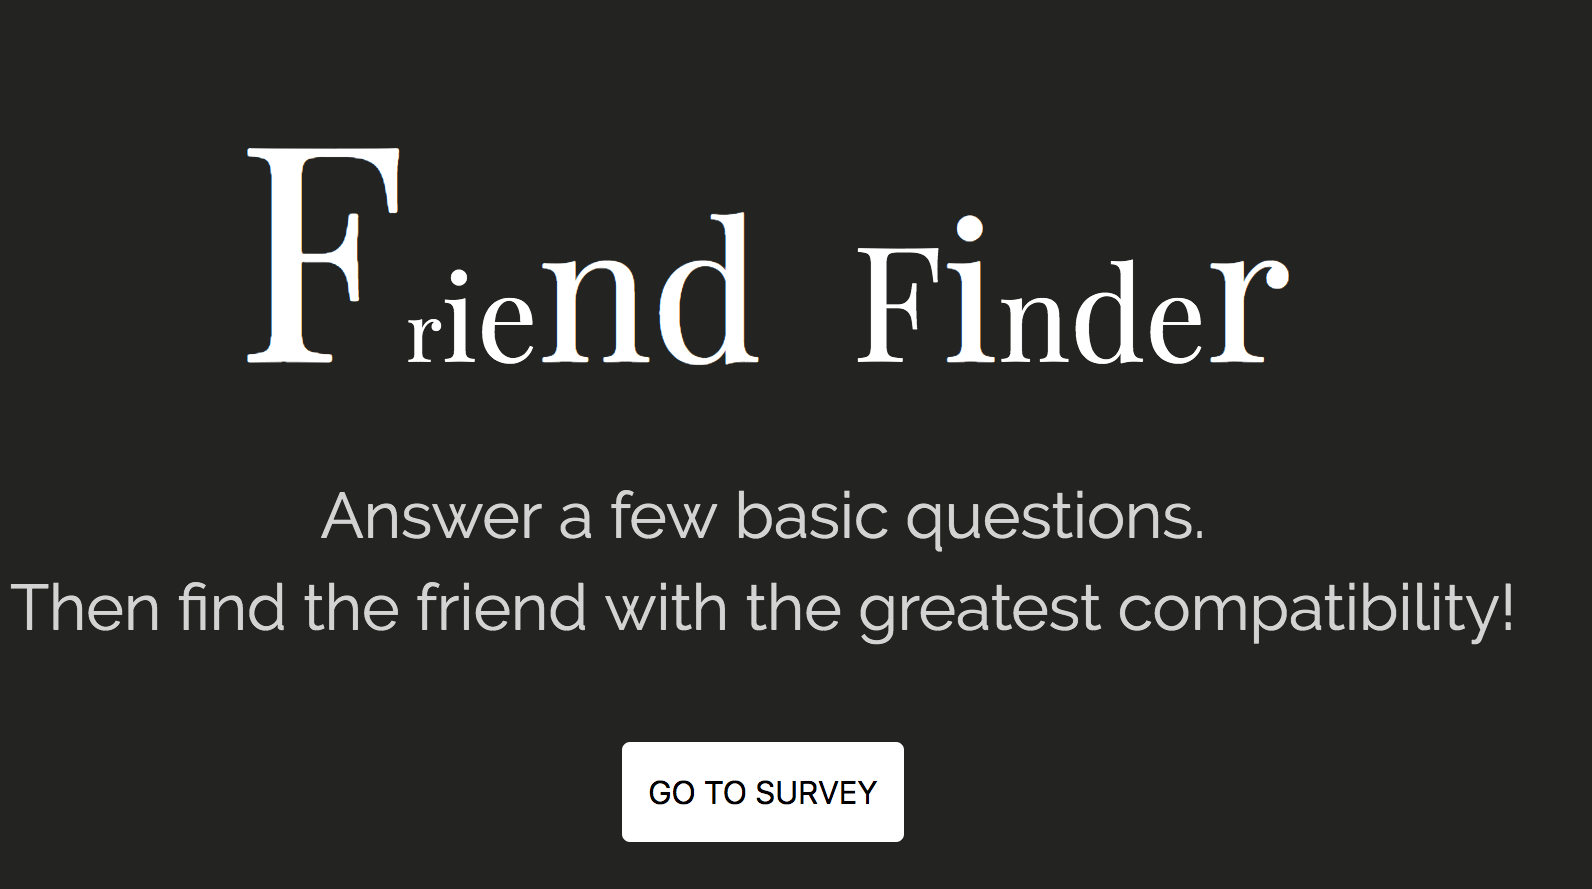 Friend Finder
Answer a few basic questions.
Then find the friend with the greatest compatibility!
GO TO SURVEY